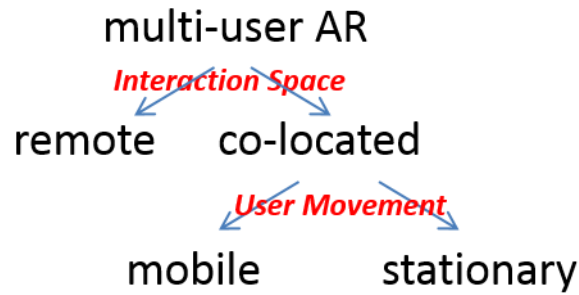 multi-user AR
Interaction Space
remote co-located
User Movement
mobile stationary